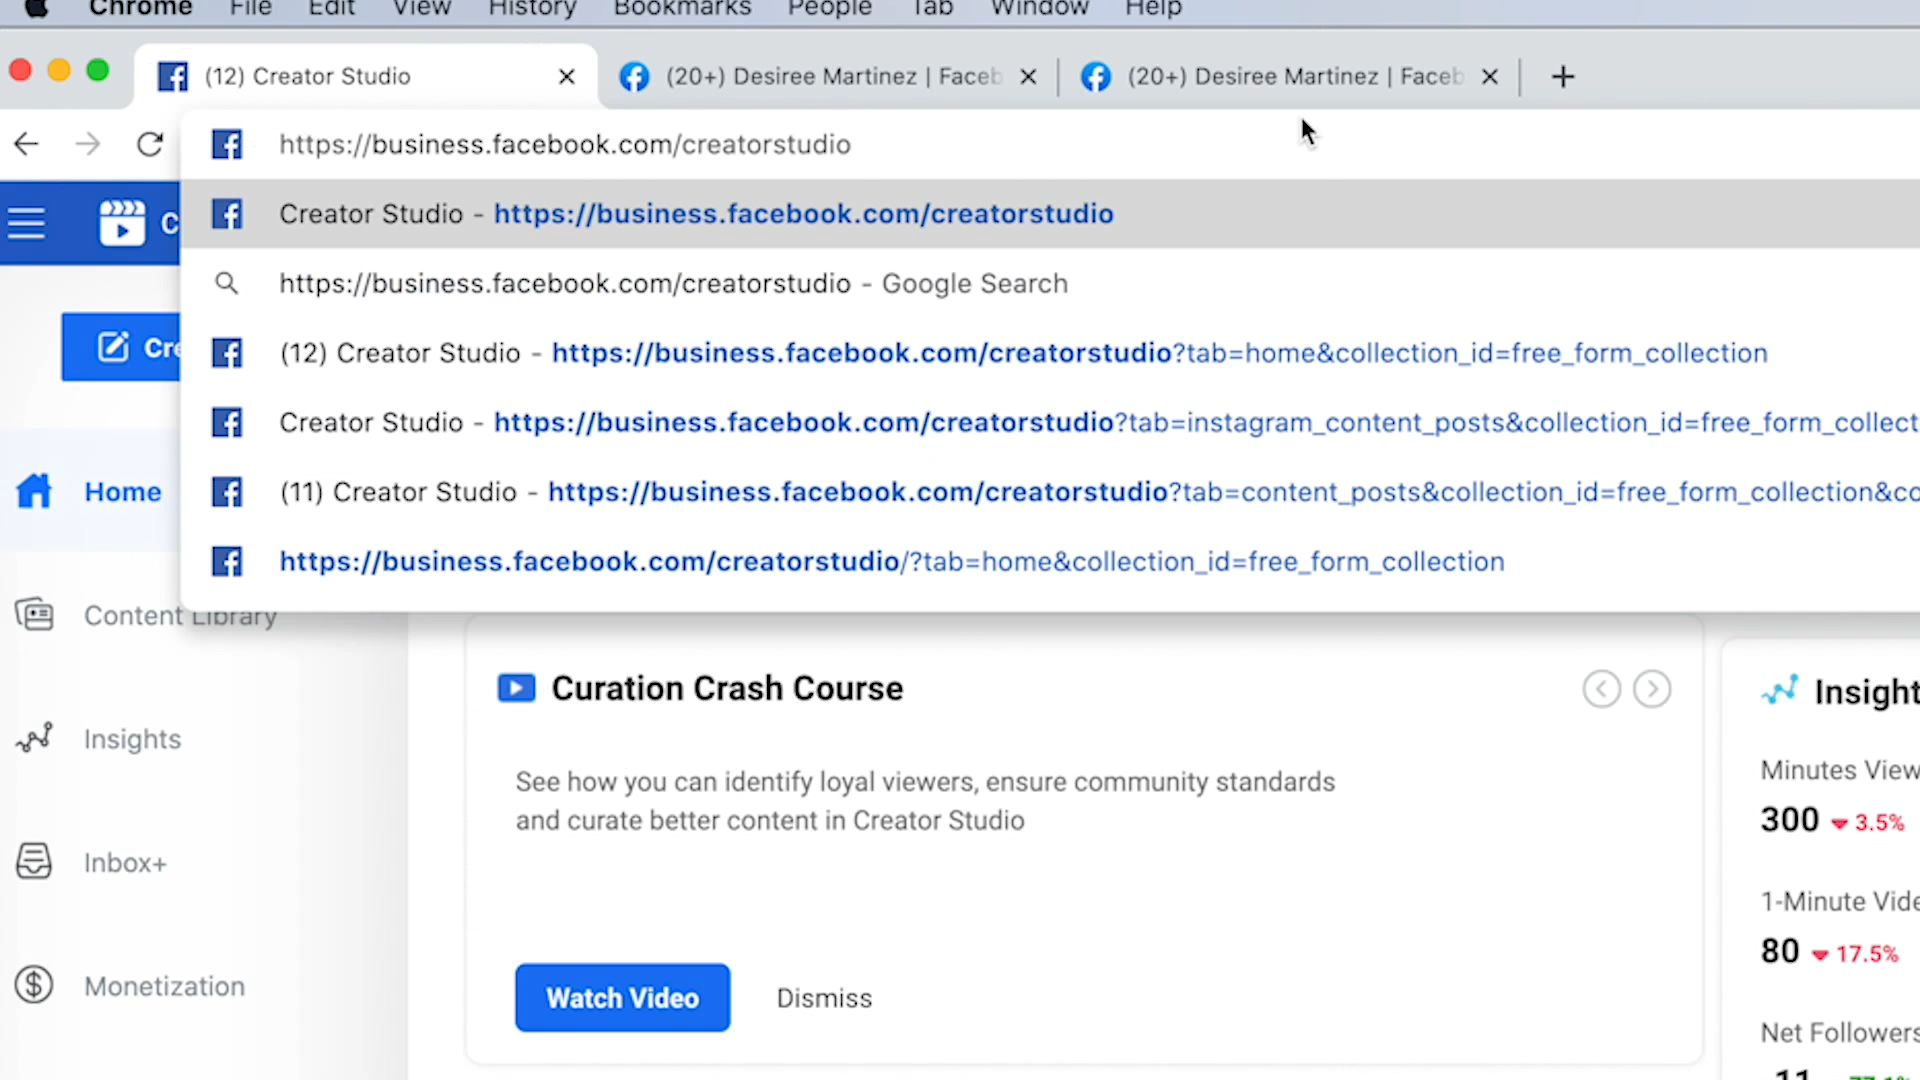 Chrome File Edit View History Bookmarks People Tab Window Help
(12) Creator Studio (20+) Desiree Martinez | Faceb (20+) Desiree Martinez | Faceb
https://business.facebook.com/creatorstudio
Creator Studio - https://business.facebook.com/creatorstudio
https://business.facebook.com/creatorstudio - Google Search
(12) Creator Studio - https://business.facebook.com/creatorstudio?tab=home&collection_id=free_form_collection
Creator Studio - https://business.facebook.com/creatorstudio?tab=instagram_content_posts&collection_id=free_form_collect
(11) Creator Studio - https://business.facebook.com/creatorstudio?tab=content_posts&collection_id=free_form_collection&co
https://business.facebook.com/creatorstudio/?tab=home&collection_id=free_form_collection
C
Cre
Home
Content Library
Insights
Inbox+
Monetization
Curation Crash Course
See how you can identify loyal viewers, ensure community standards
and curate better content in Creator Studio
Watch Video Dismiss
Insight
Minutes View
300 3.5%
1-Minute Vide
80 17.5%
Net Followers